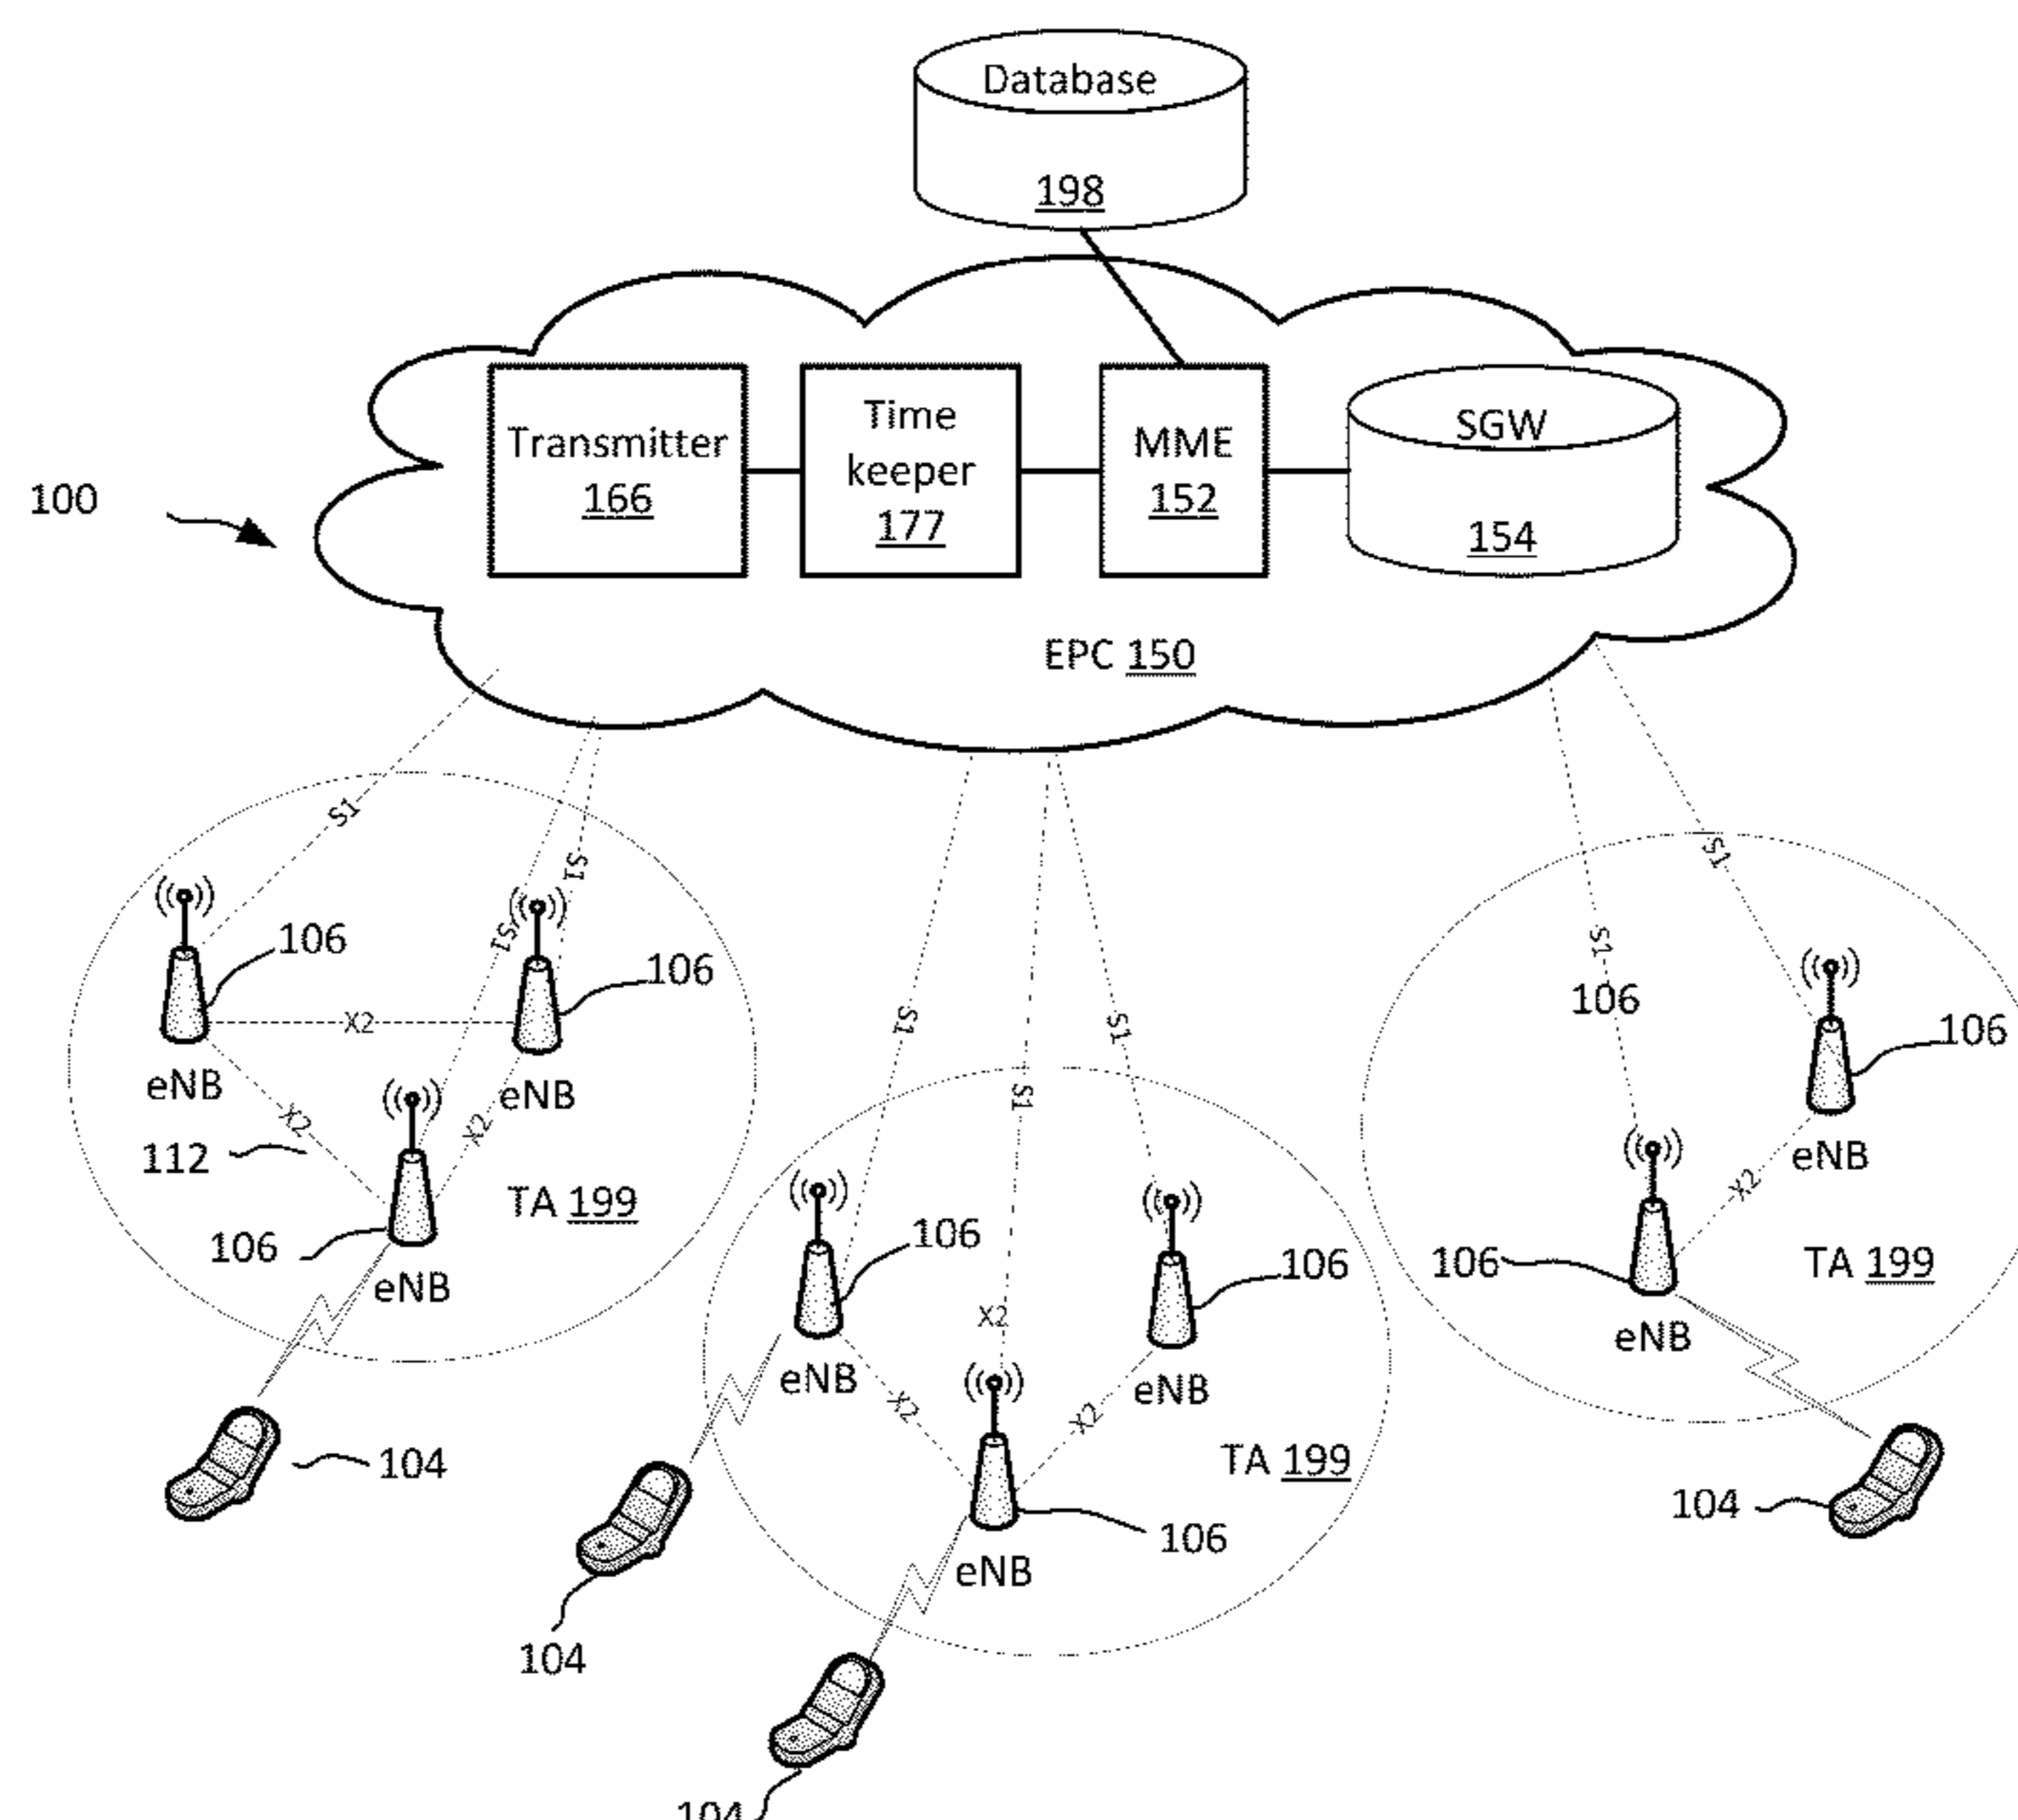 Database
198
Transmitter
166
Time
keeper
177
MME
152
SGW
154
100
EPC 150
S1
S1
S1
S1
106
106
S1
106
S1
S1
S1
106
106
X2
eNB
eNB
X2
X2
eNB
112
X2
TA 199
106
106
106
106
TA 199
eNB
X2
eNB
eNB
eNB
X2
X2
104
TA 199
104
106
eNB
104
104